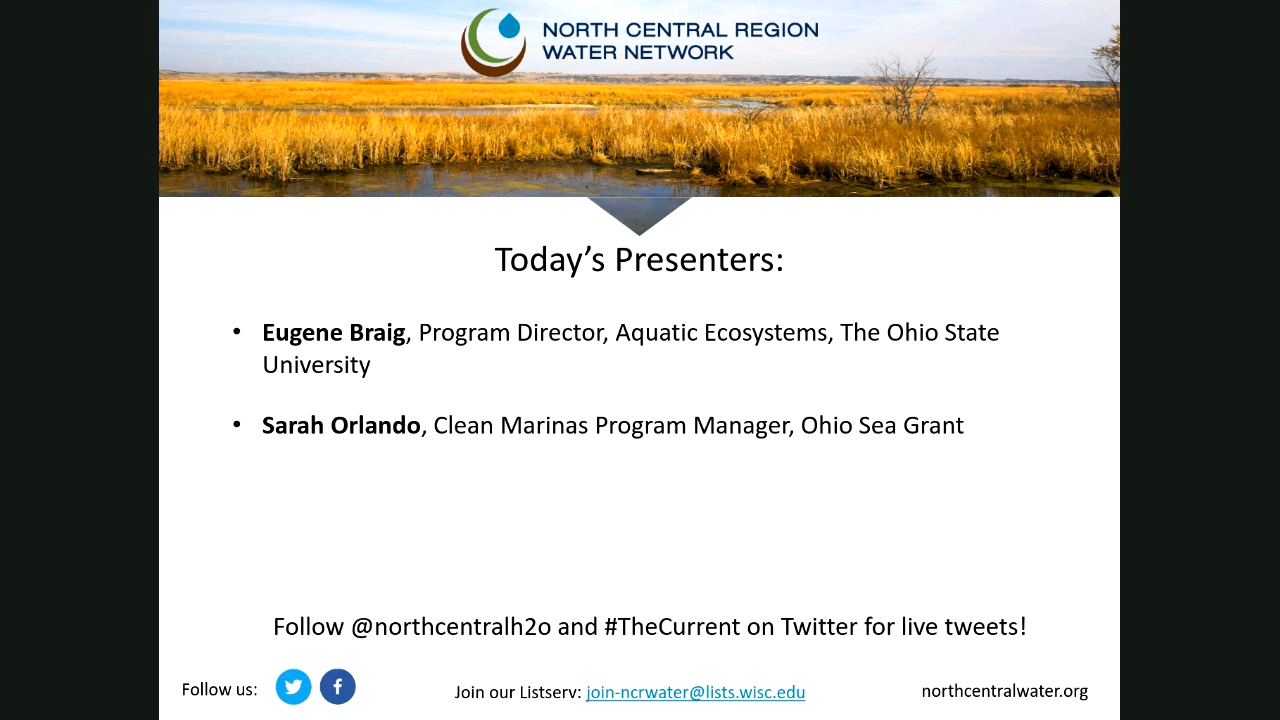 NORTH CENTRAL REGION
WATER NETWORK
Today’s Presenters:
• Eugene Braig, Program Director, Aquatic Ecosystems, The Ohio State
University
• Sarah Orlando, Clean Marinas Program Manager, Ohio Sea Grant
Follow @northcentralh2o and #TheCurrent on Twitter for live tweets!
Follow us:
Join our Listserv: join-ncrwater@lists.wisc.edu
northcentralwater.org